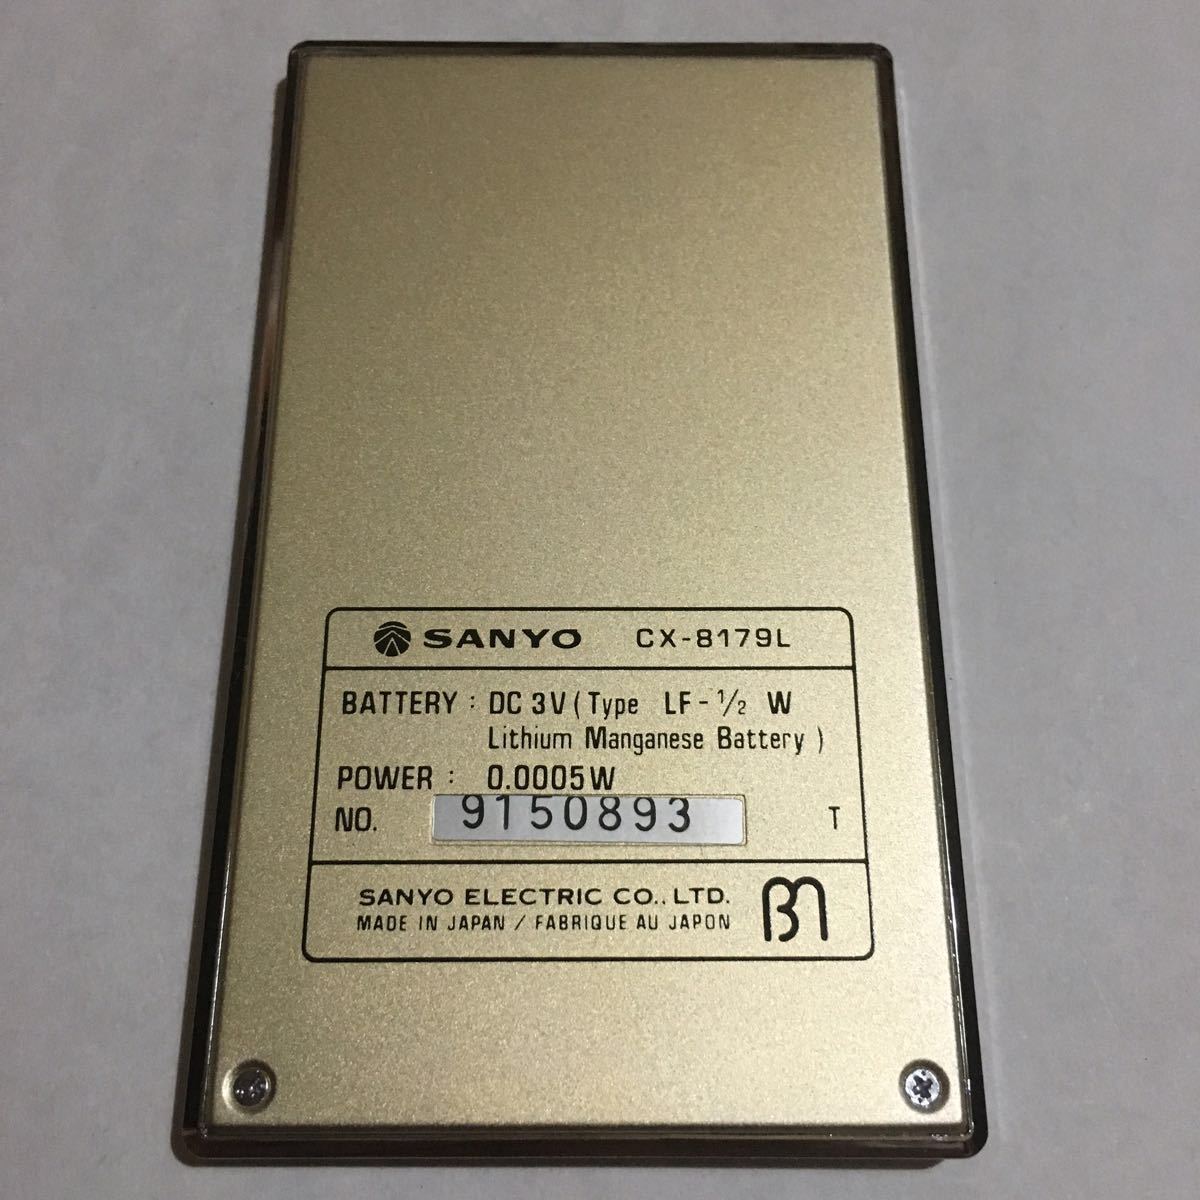 SANYO CX-8179L
BATTERY : DC 3V (Type LF-½ W
Lithium Manganese Battery )
POWER : 0.0005W
NO. 9150893 T
SANYO ELECTRIC CO.,LTD.
MADE IN JAPAN / FABRIQUE AU JAPON